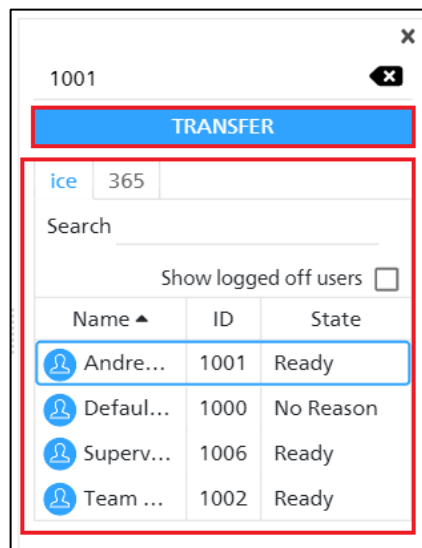 1001
TRANSFER
ice 365
Search
Show logged off users
Name ID State
Andre... 1001 Ready
Defaul... 1000 No Reason
Superv... 1006 Ready
Team ... 1002 Ready